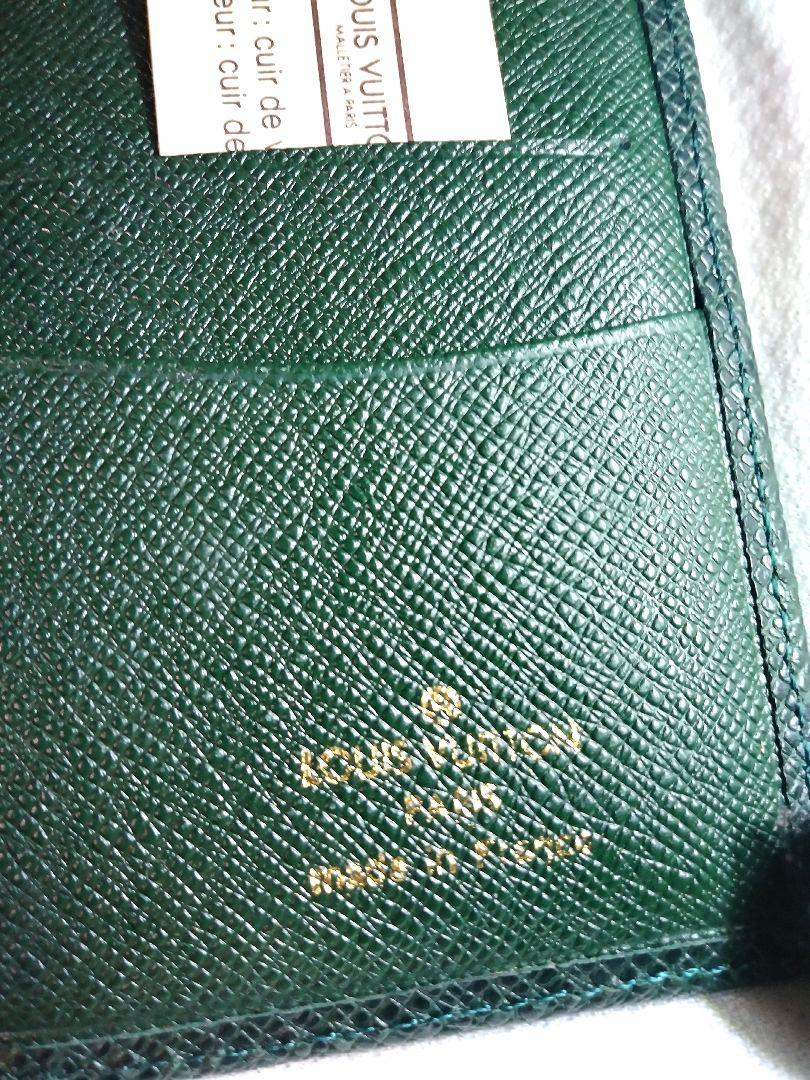 OUIS VUITTO
MALLETIER A PARIS
r : cuir de v
eur : cuir de
LOUIS VUITTON
PARIS
made in France